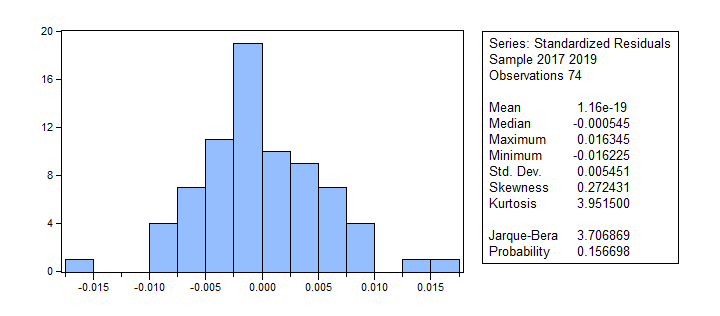 20
16
12
8
4
0
-0.015 -0.010 -0.005 0.000 0.005 0.010 0.015
Series: Standardized Residuals
Sample 2017 2019
Observations 74
Mean 1.16e-19
Median -0.000545
Maximum 0.016345
Minimum -0.016225
Std. Dev. 0.005451
Skewness 0.272431
Kurtosis 3.951500
Jarque-Bera 3.706869
Probability 0.156698